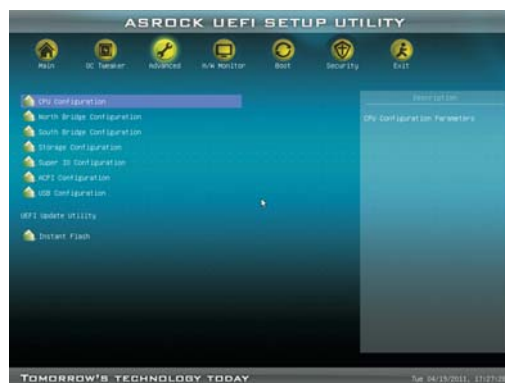 ASROCK UEFI SETUP UTILITY
Main OC Tweaker Advanced H/W Monitor Boot Security Exit
CPU Configuration
North Bridge Configuration
South Bridge Configuration
Storage Configuration
Super IO Configuration
ACPI Configuration
USB Configuration
UEFI Update Utility
Instant Flash
Description
CPU Configuration Parameters
TOMORROW'S TECHNOLOGY TODAY
Tue 04/19/2011,